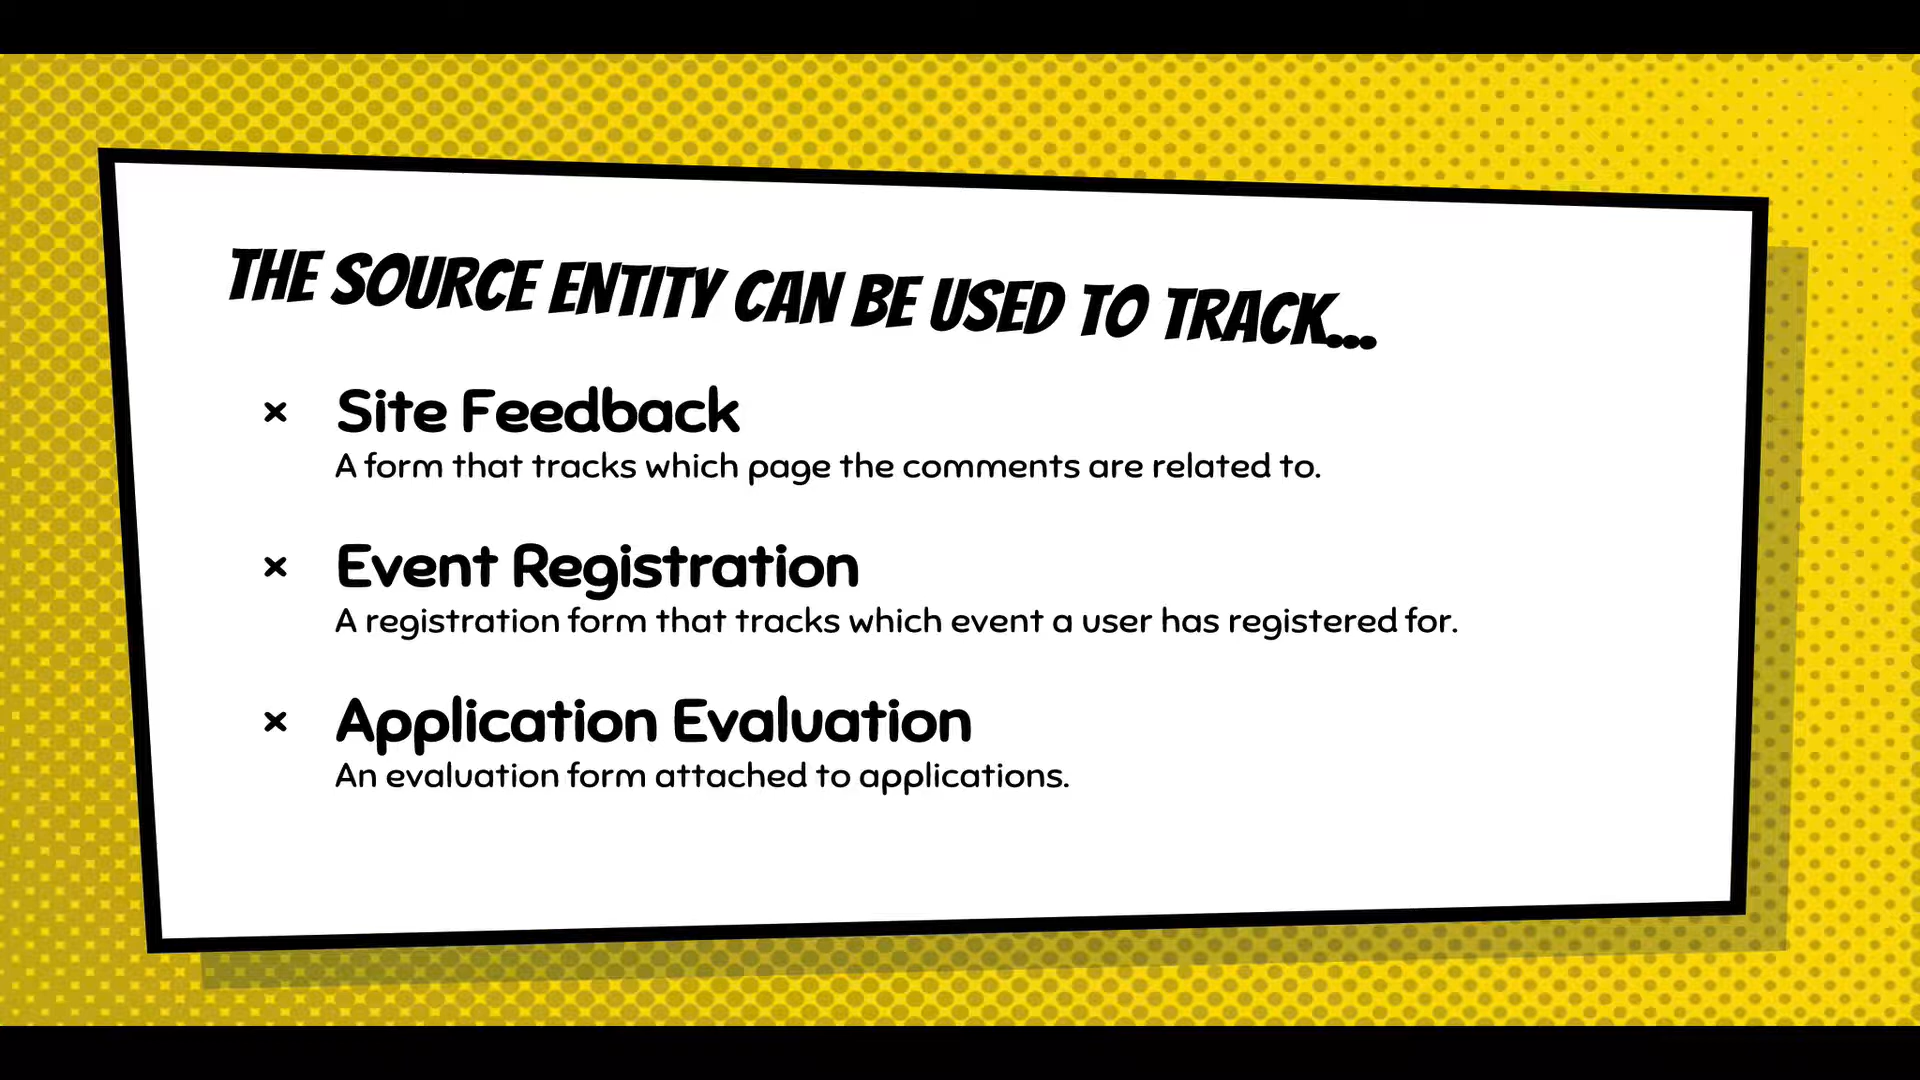 THE SOURCE ENTITY CAN BE USED TO TRACK...
× Site Feedback
A form that tracks which page the comments are related to.
× Event Registration
A registration form that tracks which event a user has registered for.
× Application Evaluation
An evaluation form attached to applications.